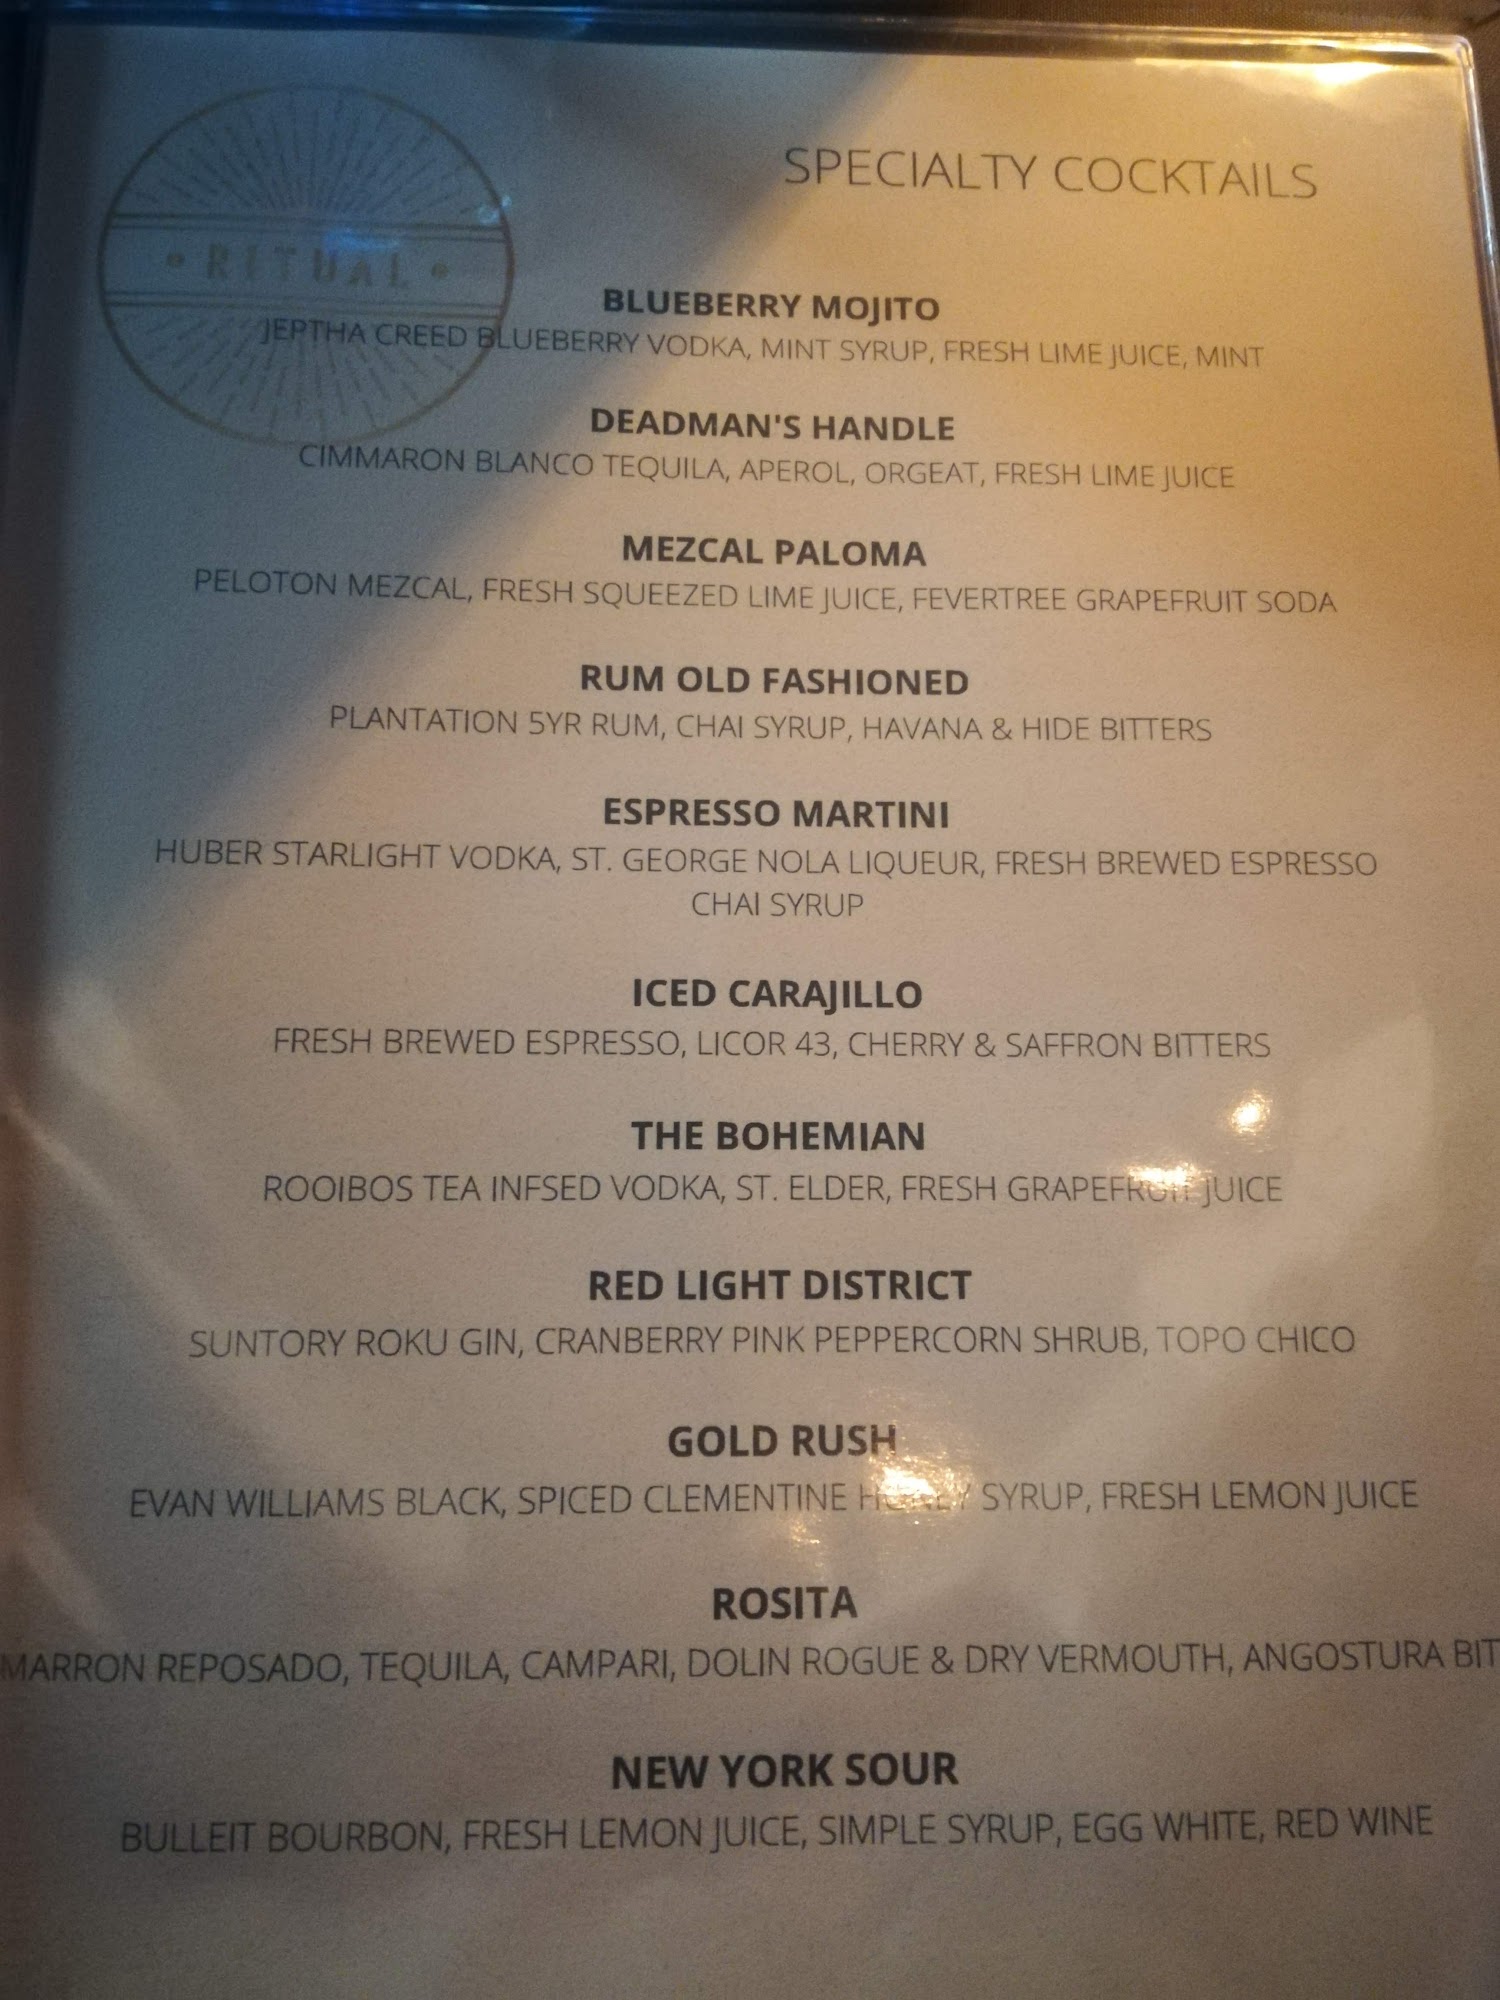 RITUAL
SPECIALTY COCKTAILS
BLUEBERRY MOJITO
JEPTHA CREED BLUEBERRY VODKA, MINT SYRUP, FRESH LIME JUICE, MINT
DEADMAN'S HANDLE
CIMMARON BLANCO TEQUILA, APEROL, ORGEAT, FRESH LIME JUICE
MEZCAL PALOMA
PELOTON MEZCAL, FRESH SQUEEZED LIME JUICE, FEVERTREE GRAPEFRUIT SODA
RUM OLD FASHIONED
PLANTATION 5YR RUM, CHAI SYRUP, HAVANA & HIDE BITTERS
ESPRESSO MARTINI
HUBER STARLIGHT VODKA, ST. GEORGE NOLA LIQUEUR, FRESH BREWED ESPRESSO
CHAI SYRUP
ICED CARAJILLO
FRESH BREWED ESPRESSO, LICOR 43, CHERRY & SAFFRON BITTERS
THE BOHEMIAN
ROOIBOS TEA INFSED VODKA, ST. ELDER, FRESH GRAPEFRUIT JUICE
RED LIGHT DISTRICT
SUNTORY ROKU GIN, CRANBERRY PINK PEPPERCORN SHRUB, TOPO CHICO
GOLD RUSH
EVAN WILLIAMS BLACK, SPICED CLEMENTINE HONEY SYRUP, FRESH LEMON JUICE
ROSITA
MARRON REPOSADO, TEQUILA, CAMPARI, DOLIN ROGUE & DRY VERMOUTH, ANGOSTURA BIT
NEW YORK SOUR
BULLEIT BOURBON, FRESH LEMON JUICE, SIMPLE SYRUP, EGG WHITE, RED WINE